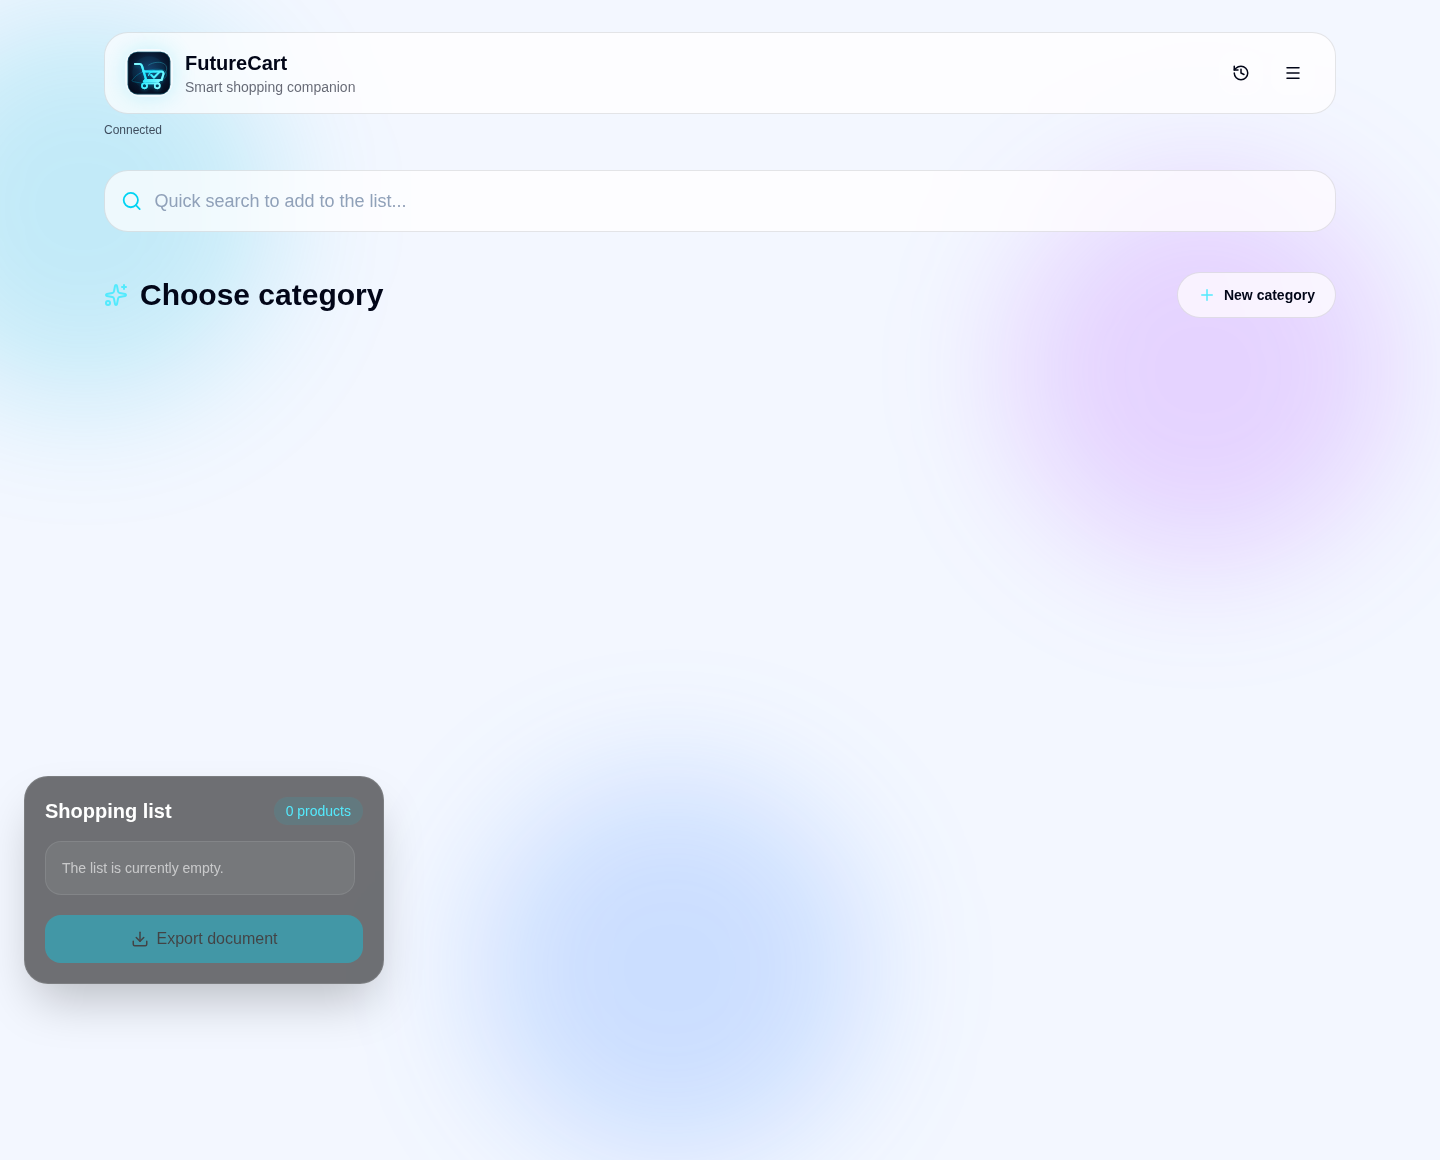 FutureCart
Smart shopping companion
Connected
Quick search to add to the list...
Choose category
New category
Shopping list
0 products
The list is currently empty.
Export document